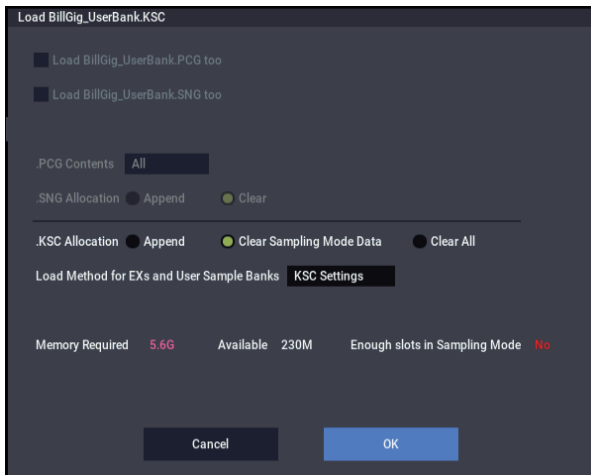 Load BillGig_UserBank.KSC
Load BillGig_UserBank.PCG too
Load BillGig_UserBank.SNG too
.PCG Contents All
.SNG Allocation Append Clear
.KSC Allocation Append Clear Sampling Mode Data Clear All
Load Method for EXs and User Sample Banks KSC Settings
Memory Required 5.6G Available 230M Enough slots in Sampling Mode No
Cancel OK